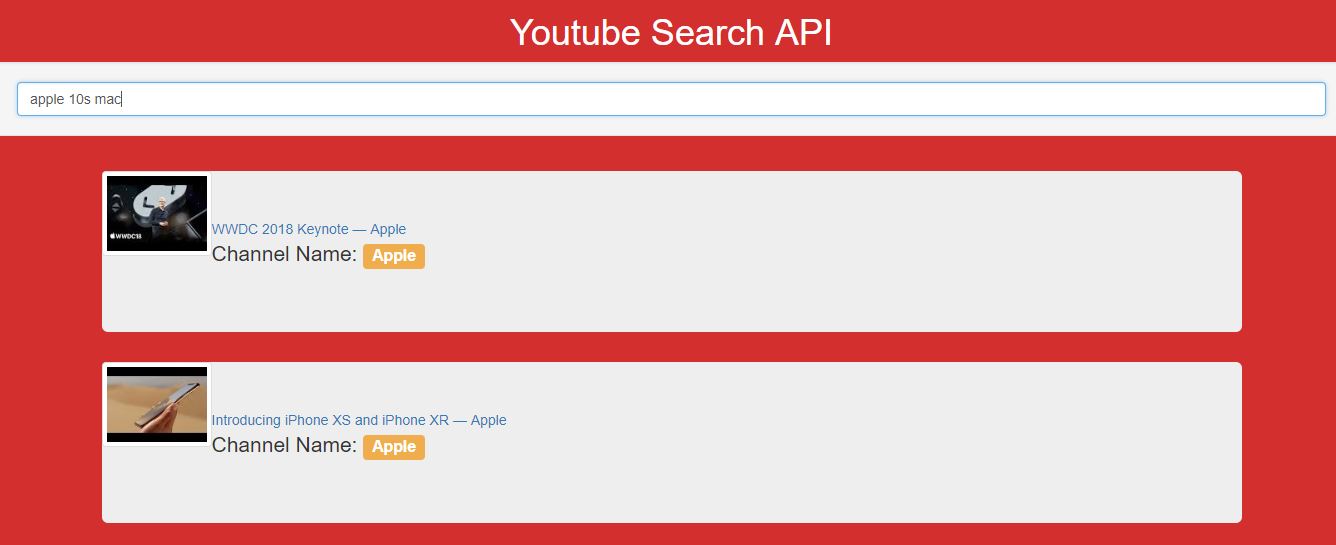 Youtube Search API
apple 10s mac
WWDC18
WWDC 2018 Keynote — Apple
Channel Name: Apple
Introducing iPhone XS and iPhone XR — Apple
Channel Name: Apple